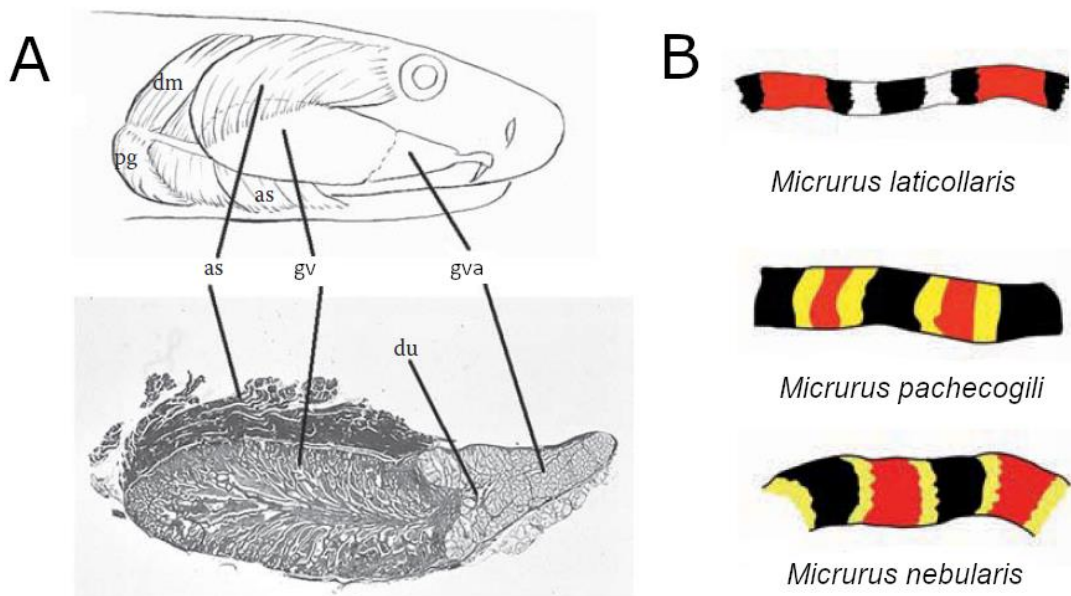 A
dm
pg
as
as
gv
gva
du
B
Micrurus laticollaris
Micrurus pachecogili
Micrurus nebularis